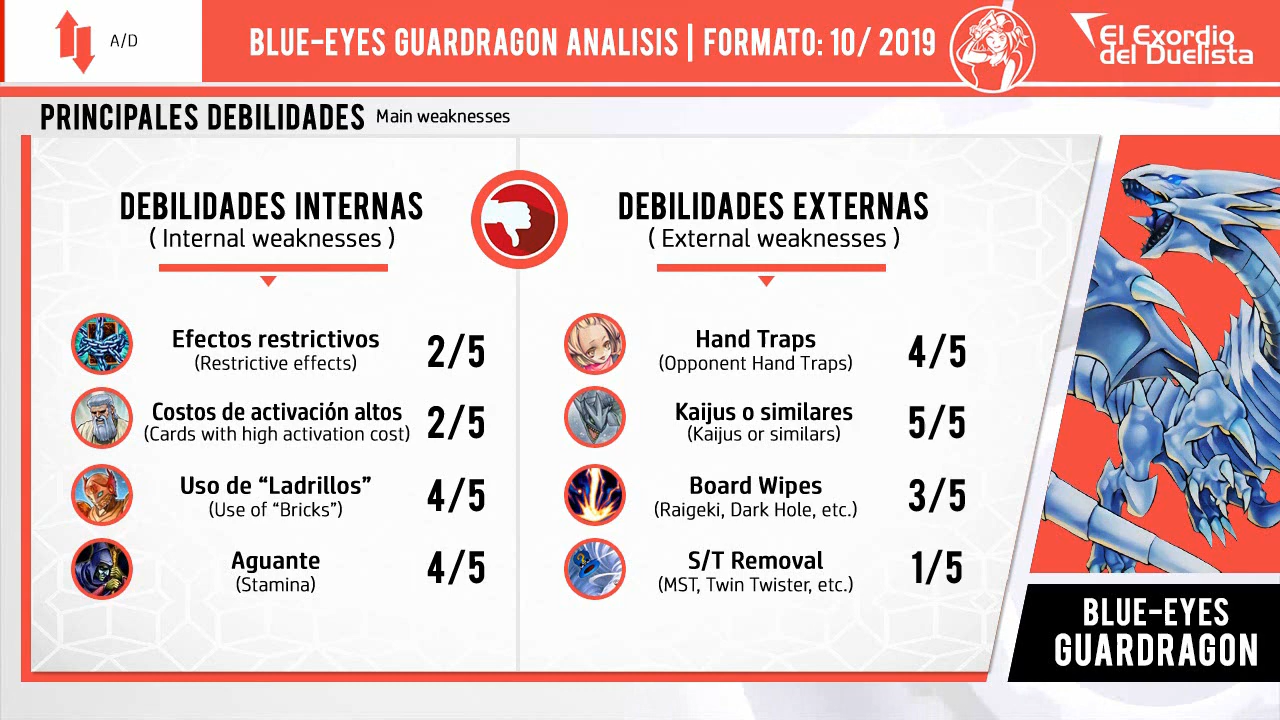 A/D
BLUE-EYES GUARDRAGON ANALISIS | FORMATO: 10/ 2019
El Exordio
del Duelista
PRINCIPALES DEBILIDADES Main weaknesses
DEBILIDADES INTERNAS
( Internal weaknesses )
Efectos restrictivos
(Restrictive effects)
2/5
Costos de activación altos
(Cards with high activation cost)
2/5
Uso de “Ladrillos”
(Use of “Bricks”)
4/5
Aguante
(Stamina)
4/5
DEBILIDADES EXTERNAS
( External weaknesses )
Hand Traps
(Opponent Hand Traps)
4/5
Kaijus o similares
(Kaijus or similars)
5/5
Board Wipes
(Raigeki, Dark Hole, etc.)
3/5
S/T Removal
(MST, Twin Twister, etc.)
1/5
BLUE-EYES
GUARDRAGON